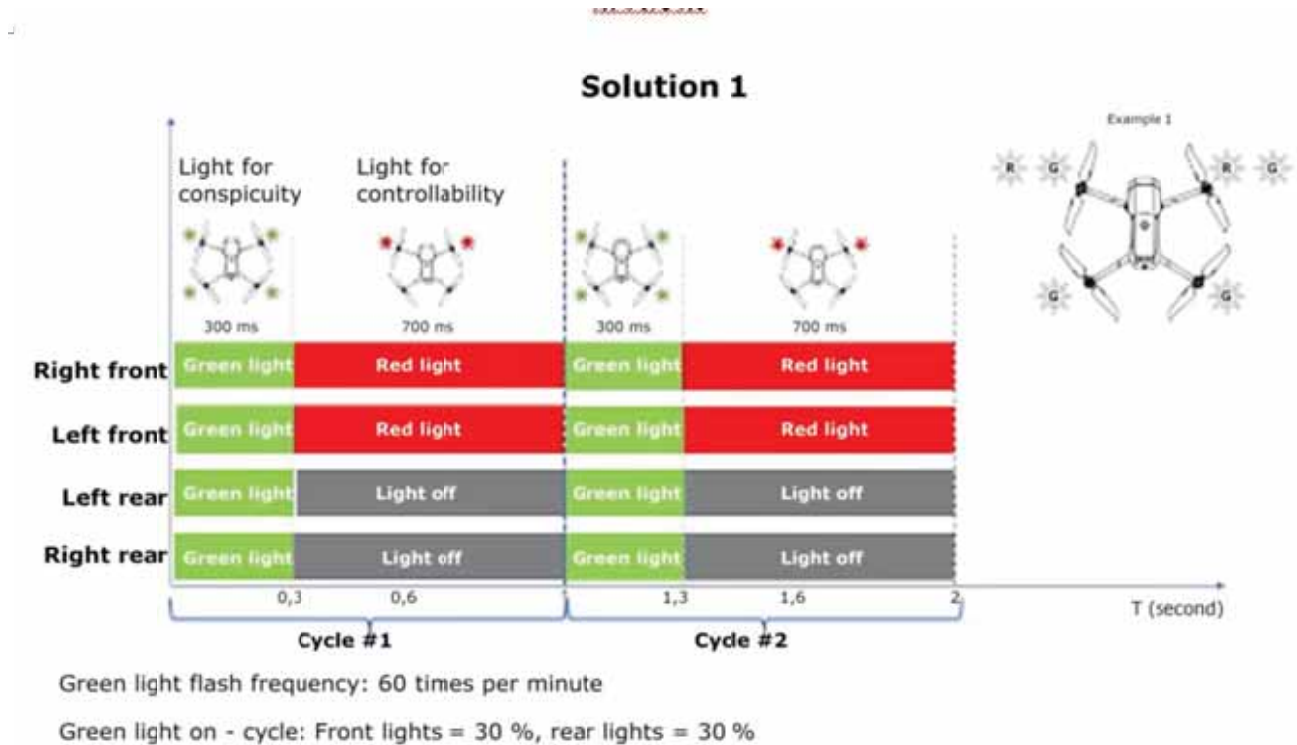 Solution 1
Example 1
Light for
conspicuity
Light for
controllability
R G R G
G G
300 ms 700 ms 300 ms 700 ms
Right front Green light Red light Green light Red light
Left front Green light Red light Green light Red light
Left rear Green light Light off Green light Light off
Right rear Green light Light off Green light Light off
0,3 0,6 1,3 1,6 2
T (second)
Cycle #1 Cycle #2
Green light flash frequency: 60 times per minute
Green light on - cycle: Front lights = 30 %, rear lights = 30 %